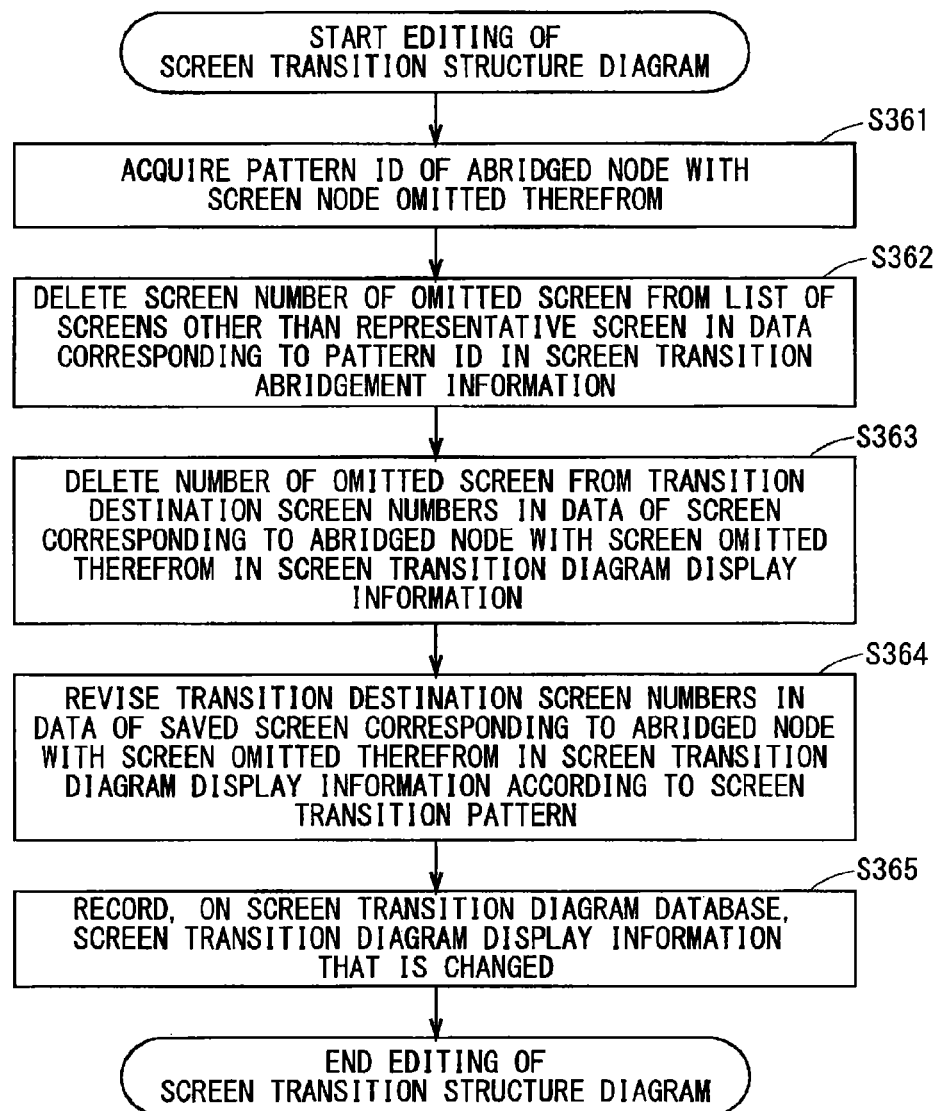 START EDITING OF
SCREEN TRANSITION STRUCTURE DIAGRAM
S361
ACQUIRE PATTERN ID OF ABRIDGED NODE WITH
SCREEN NODE OMITTED THEREFROM
S362
DELETE SCREEN NUMBER OF OMITTED SCREEN FROM LIST OF
SCREENS OTHER THAN REPRESENTATIVE SCREEN IN DATA
CORRESPONDING TO PATTERN ID IN SCREEN TRANSITION
ABRIDGEMENT INFORMATION
S363
DELETE NUMBER OF OMITTED SCREEN FROM TRANSITION
DESTINATION SCREEN NUMBERS IN DATA OF SCREEN
CORRESPONDING TO ABRIDGED NODE WITH SCREEN OMITTED
THEREFROM IN SCREEN TRANSITION DIAGRAM DISPLAY
INFORMATION
S364
REVISE TRANSITION DESTINATION SCREEN NUMBERS IN
DATA OF SAVED SCREEN CORRESPONDING TO ABRIDGED NODE
WITH SCREEN OMITTED THEREFROM IN SCREEN TRANSITION
DIAGRAM DISPLAY INFORMATION ACCORDING TO SCREEN
TRANSITION PATTERN
S365
RECORD, ON SCREEN TRANSITION DIAGRAM DATABASE,
SCREEN TRANSITION DIAGRAM DISPLAY INFORMATION
THAT IS CHANGED
END EDITING OF
SCREEN TRANSITION STRUCTURE DIAGRAM